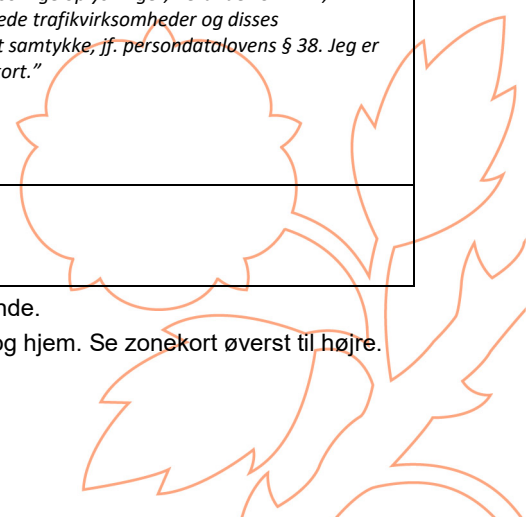 ede trafikvirksomheder og disses
t samtykke, jf. persondatalovens § 38. Jeg er
ort.”
nde.
og hjem. Se zonekort øverst til højre.